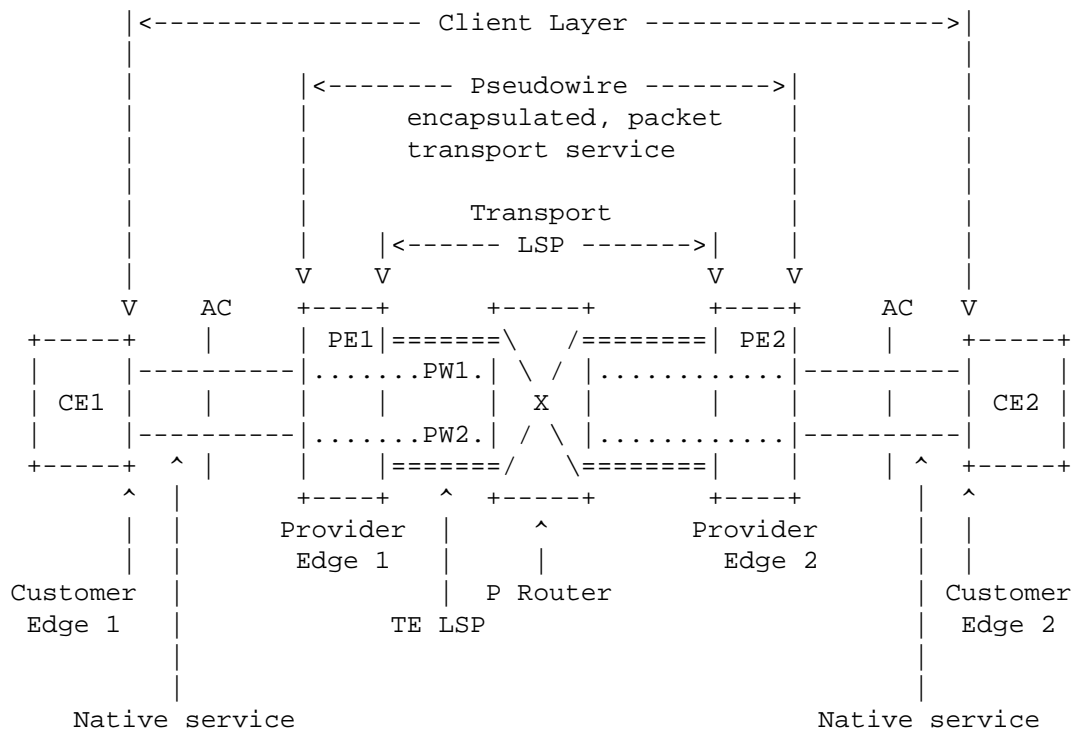 |<----------------- Client Layer ------------------->|
|<-------- Pseudowire -------->|
encapsulated, packet
transport service
Transport
|<------ LSP ------->|
V V V V
V AC +----+ +-----+ +----+ AC V
+-----+ | | PE1|=======\ /========| PE2| | +-----+
| |----------|.......PW1.| \ / |............|----------| |
| CE1 | | | | | X | | | | | CE2 |
| |----------|.......PW2.| / \ |............|----------| |
+-----+ ^ | | |=======/ \========| | | ^ +-----+
^ | +----+ ^ +-----+ +----+ | ^
| | Provider | ^ Provider | |
| | Edge 1 | | Edge 2 | |
Customer | | P Router | Customer
Edge 1 | TE LSP | Edge 2
Native service Native service